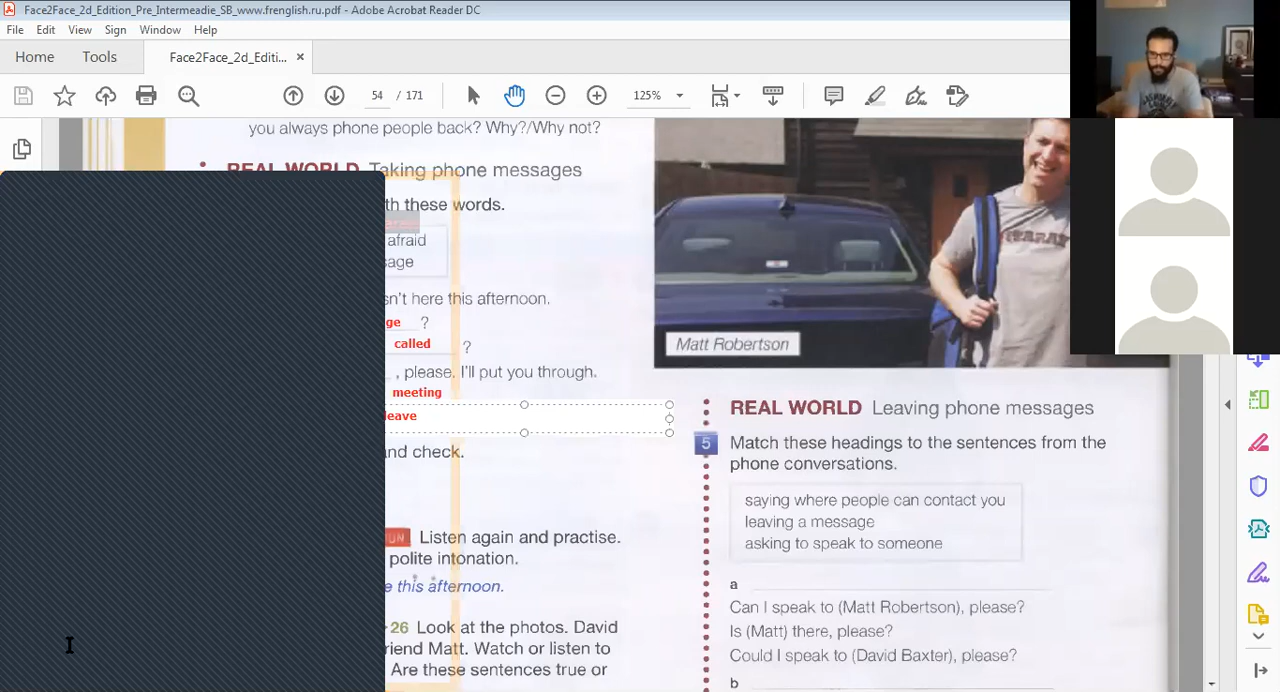 Face2Face_2d_Edition_Pre_Intermeadie_SB_www.frenglish.ru.pdf - Adobe Acrobat Reader DC
File Edit View Sign Window Help
Home Tools Face2Face_2d_Editi... ×
54 / 171 125%
you always phone people back? Why?/Why not?
REAL WORLD Taking phone messages
th these words.
afraid
sage
sn't here this afternoon.
ge ?
called ?
, please. I'll put you through.
meeting
leave
nd check.
Listen again and practise.
polite intonation.
e this afternoon.
26 Look at the photos. David
riend Matt. Watch or listen to
Are these sentences true or
Matt Robertson
REAL WORLD Leaving phone messages
5 Match these headings to the sentences from the
phone conversations.
saying where people can contact you
leaving a message
asking to speak to someone
a
Can I speak to (Matt Robertson), please?
Is (Matt) there, please?
Could I speak to (David Baxter), please?
b